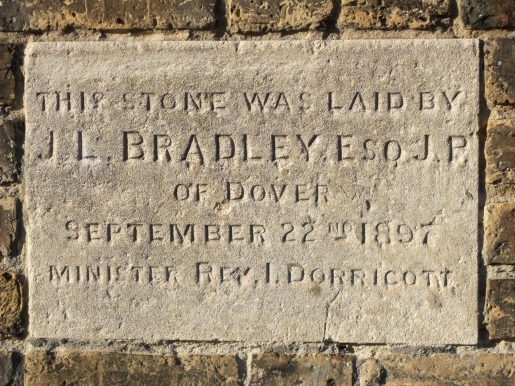 THIS STONE WAS LAID BY
J. L. BRADLEY, ESQ. J.P.
OF DOVER
SEPTEMBER 22ND 1897
MINISTER REV. I. DORRICOTT.